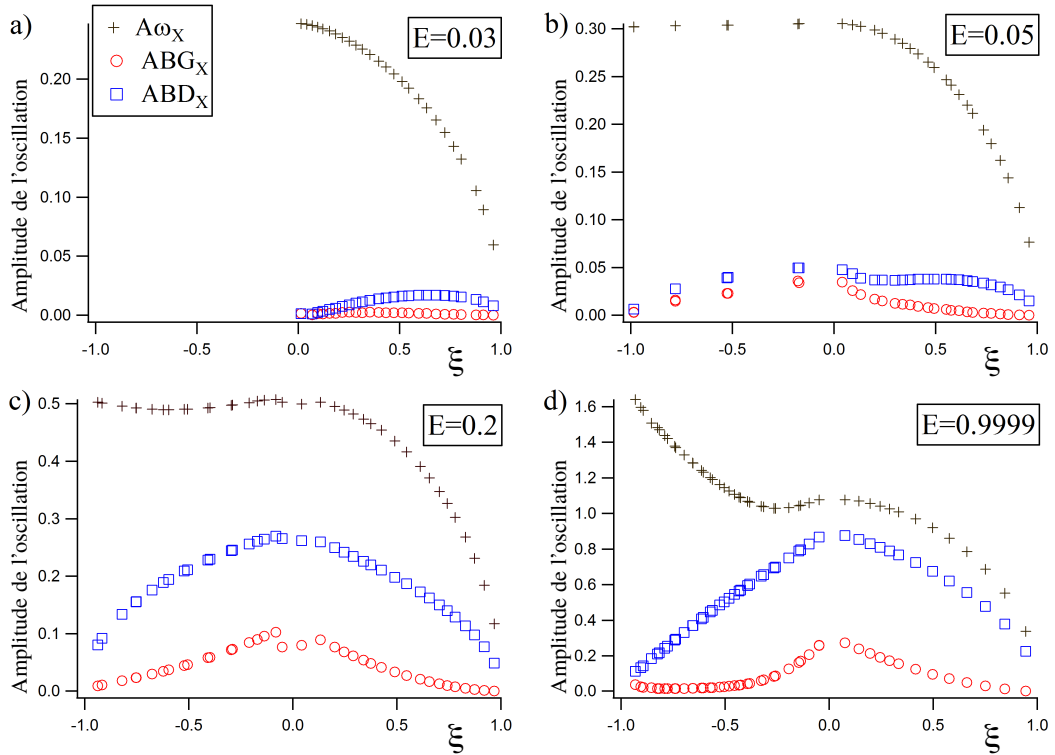 a)
Aω_X
ABG_X
ABD_X
E=0.03
Amplitude de l'oscillation
0.20
0.15
0.10
0.05
0.00
-1.0 -0.5 0.0 0.5 1.0
ξ
b)
E=0.05
Amplitude de l'oscillation
0.30
0.25
0.20
0.15
0.10
0.05
0.00
-1.0 -0.5 0.0 0.5 1.0
ξ
c)
E=0.2
Amplitude de l'oscillation
0.5
0.4
0.3
0.2
0.1
0.0
-1.0 -0.5 0.0 0.5 1.0
ξ
d)
E=0.9999
Amplitude de l'oscillation
1.6
1.4
1.2
1.0
0.8
0.6
0.4
0.2
0.0
-1.0 -0.5 0.0 0.5 1.0
ξ